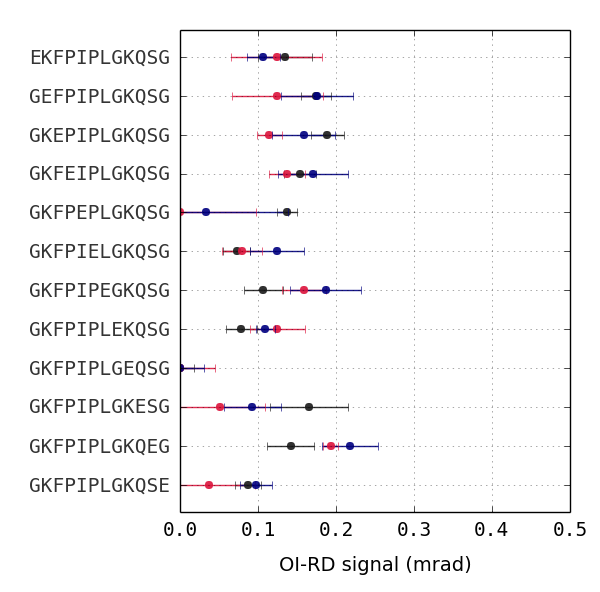 EKFPIPLGKQSG
GEFPIPLGKQSG
GKEPIPLGKQSG
GKFEIPLGKQSG
GKFPEPLGKQSG
GKFPIELGKQSG
GKFPIPEGKQSG
GKFPIPLEKQSG
GKFPIPLGEQSG
GKFPIPLGKESG
GKFPIPLGKQEG
GKFPIPLGKQSE
0.0 0.1 0.2 0.3 0.4 0.5
OI-RD signal (mrad)